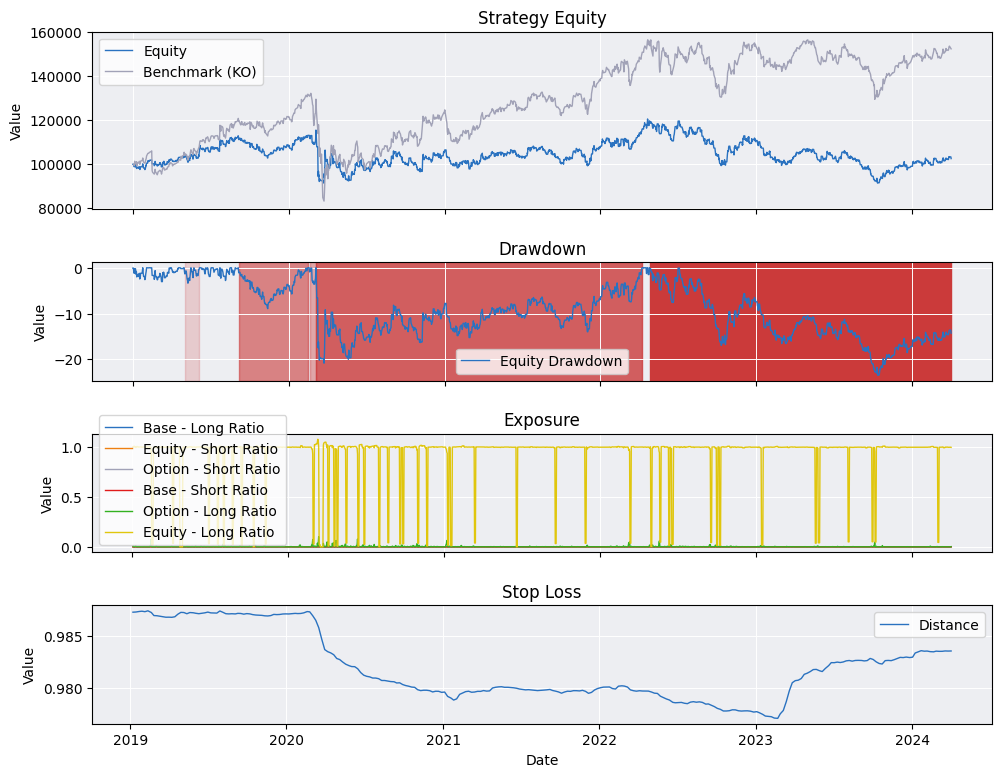 Strategy Equity
160000
140000
120000
100000
80000
Value
Equity
Benchmark (KO)
Drawdown
0
−10
−20
Value
Equity Drawdown
Exposure
1.0
0.5
0.0
Value
Base - Long Ratio
Equity - Short Ratio
Option - Short Ratio
Base - Short Ratio
Option - Long Ratio
Equity - Long Ratio
Stop Loss
0.985
0.980
Value
Distance
2019 2020 2021 2022 2023 2024
Date